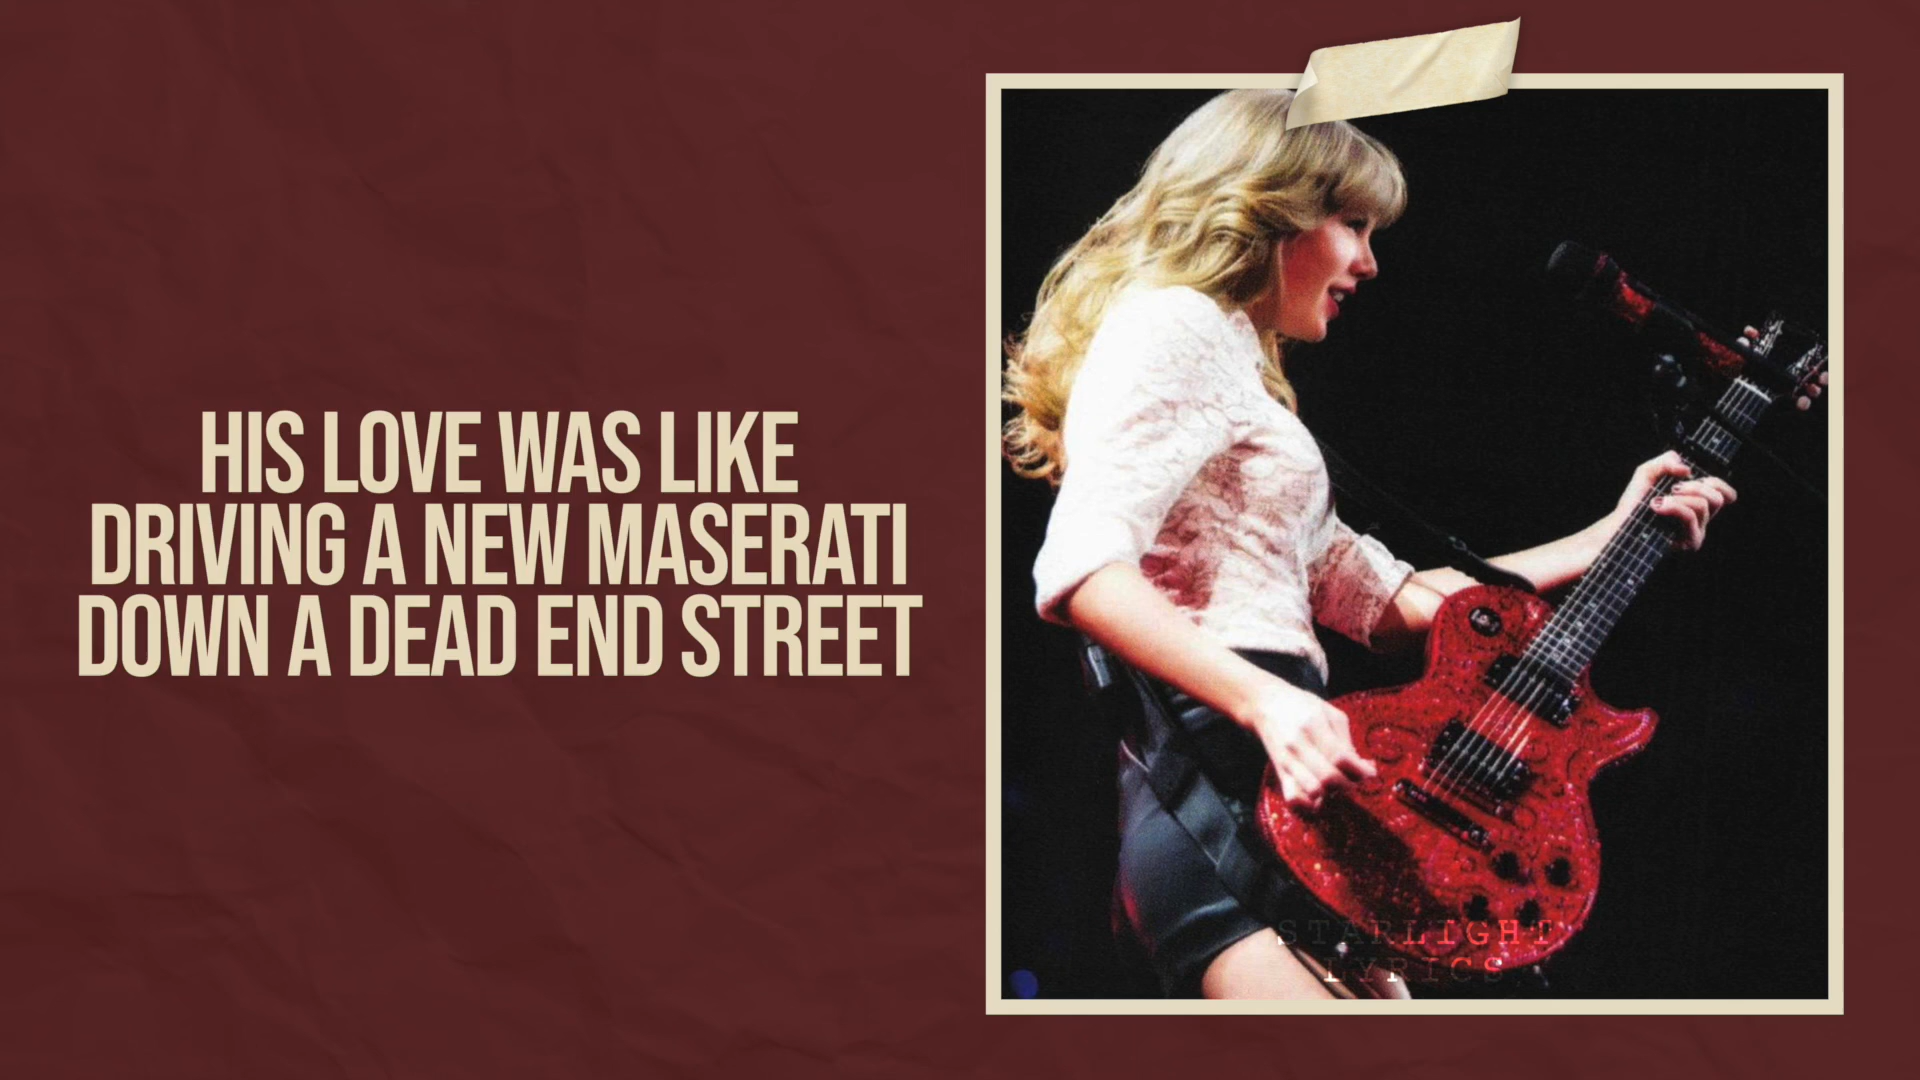 HIS LOVE WAS LIKE
DRIVING A NEW MASERATI
DOWN A DEAD END STREET
STARLIGHT
LYRICS